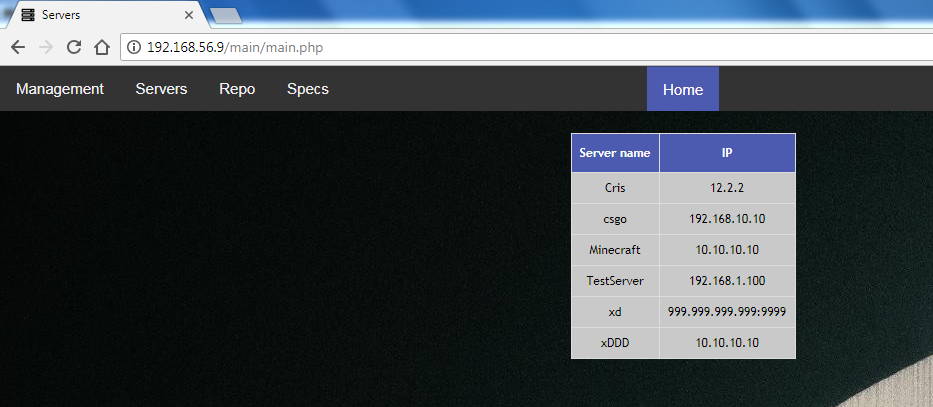 Servers
192.168.56.9/main/main.php
Management Servers Repo Specs Home
Server name IP
Cris 12.2.2
csgo 192.168.10.10
Minecraft 10.10.10.10
TestServer 192.168.1.100
xd 999.999.999.999:9999
xDDD 10.10.10.10